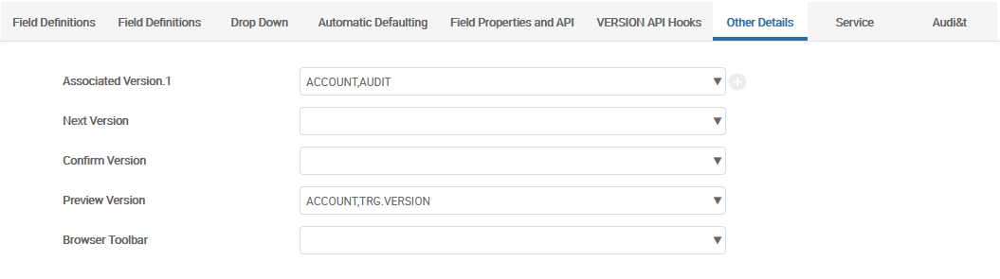 Field Definitions Field Definitions Drop Down Automatic Defaulting Field Properties and API VERSION API Hooks Other Details Service Audi&t
Associated Version.1 ACCOUNT,AUDIT
Next Version
Confirm Version
Preview Version ACCOUNT,TRG.VERSION
Browser Toolbar